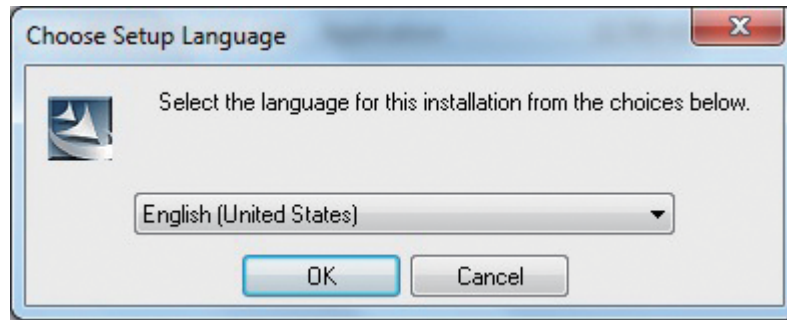 Choose Setup Language
Select the language for this installation from the choices below.
English (United States)
OK
Cancel